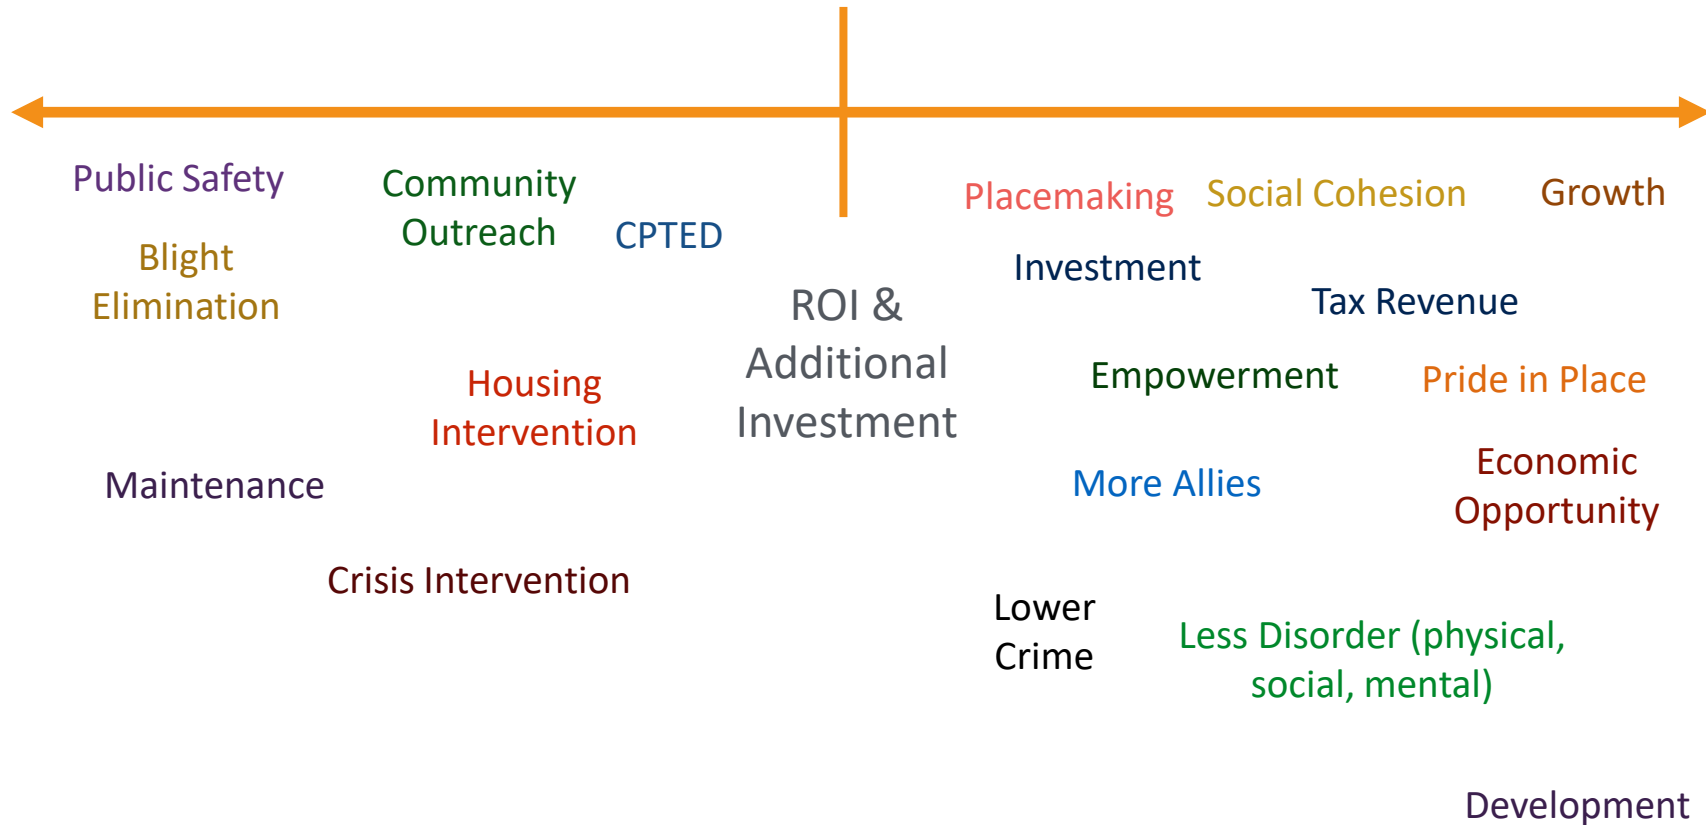 Public Safety
Community
Outreach
CPTED
Blight
Elimination
Housing
Intervention
Maintenance
Crisis Intervention
ROI &
Additional
Investment
Placemaking
Social Cohesion
Growth
Investment
Tax Revenue
Empowerment
Pride in Place
More Allies
Economic
Opportunity
Lower
Crime
Less Disorder (physical,
social, mental)
Development